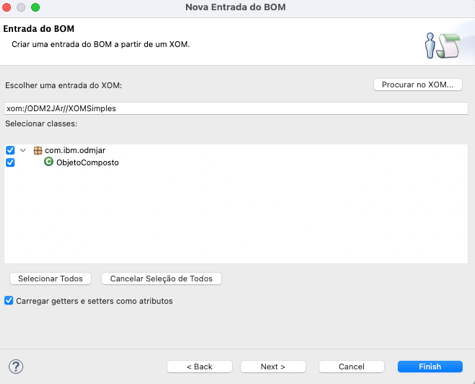 Nova Entrada do BOM
Entrada do BOM
Criar uma entrada do BOM a partir de um XOM.
Escolher uma entrada do XOM:
Procurar no XOM...
xom:/ODM2JAr//XOMSimples
Selecionar classes:
com.ibm.odmjar
C ObjetoComposto
Selecionar Todos
Cancelar Seleção de Todos
Carregar getters e setters como atributos
?
< Back
Next >
Cancel
Finish